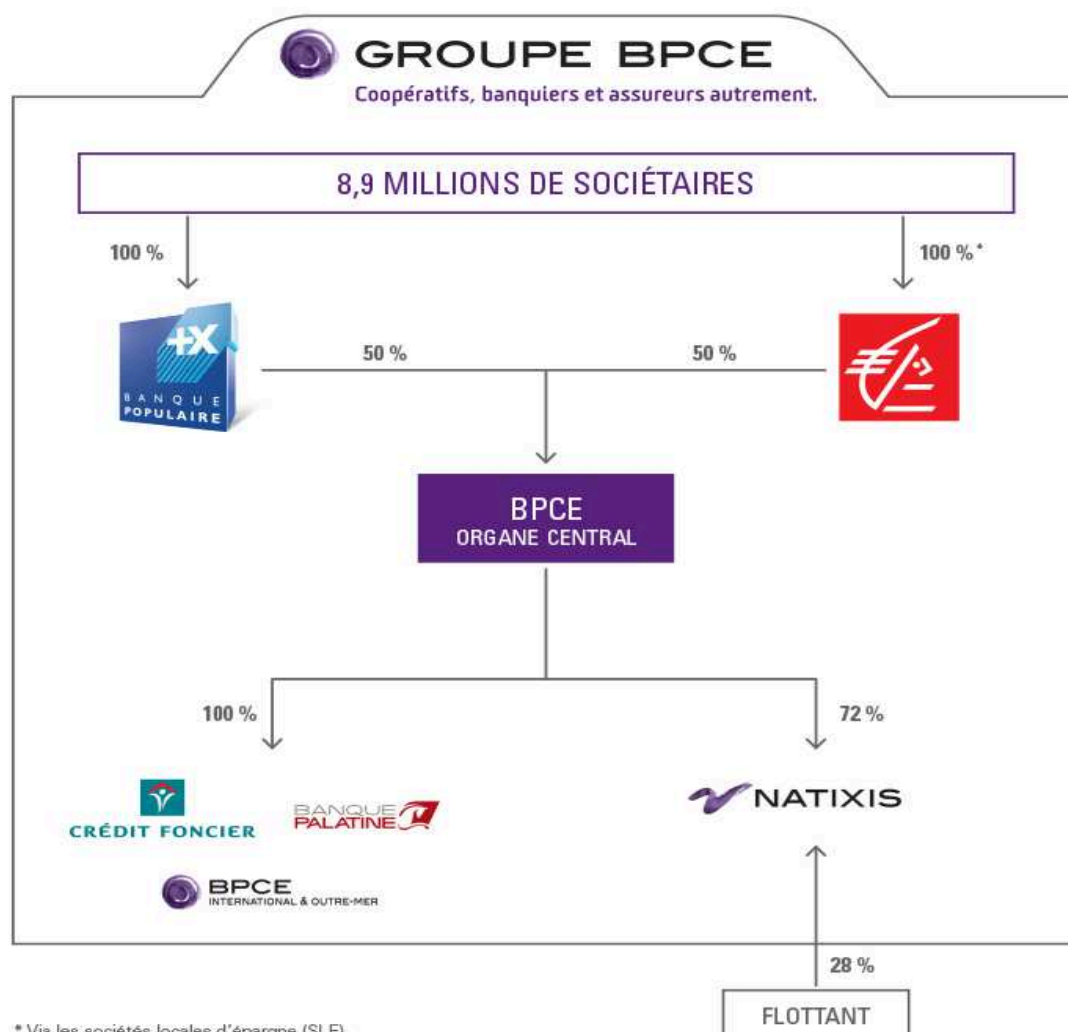 GROUPE BPCE
Coopératifs, banquiers et assureurs autrement.
8,9 MILLIONS DE SOCIÉTAIRES
100 %
100 % *
+X
BANQUE
POPULAIRE
50 %
50 %
BPCE
ORGANE CENTRAL
100 %
72 %
CRÉDIT FONCIER
BANQUE
PALATINE
NATIXIS
BPCE
INTERNATIONAL & OUTRE-MER
28 %
FLOTTANT
* Via les sociétés locales d'épargne (SLE)